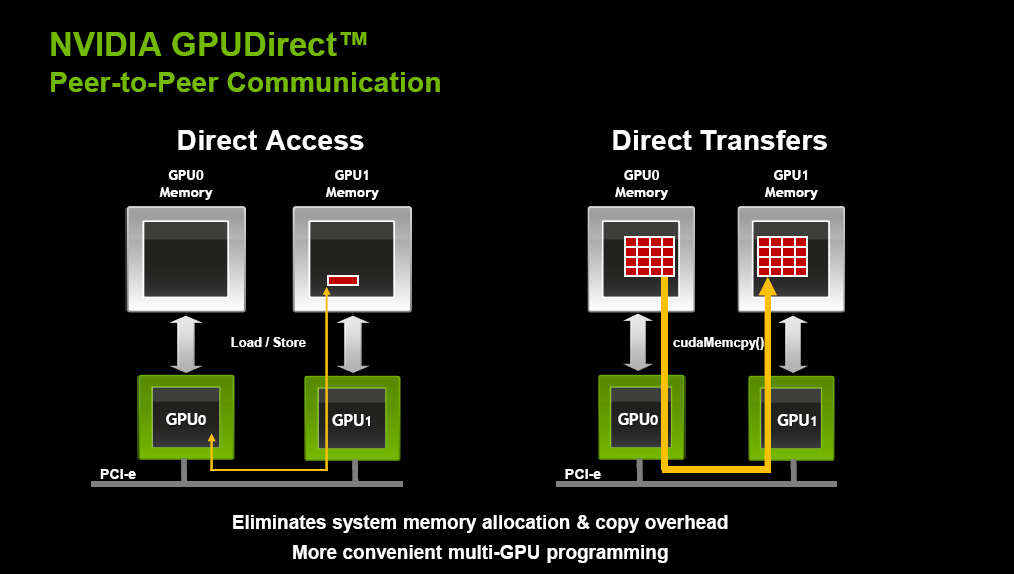 NVIDIA GPUDirect™
Peer-to-Peer Communication
Direct Access
GPU0
Memory
GPU1
Memory
Load / Store
GPU0
GPU1
PCI-e
Direct Transfers
GPU0
Memory
GPU1
Memory
cudaMemcpy()
GPU0
GPU1
PCI-e
Eliminates system memory allocation & copy overhead
More convenient multi-GPU programming